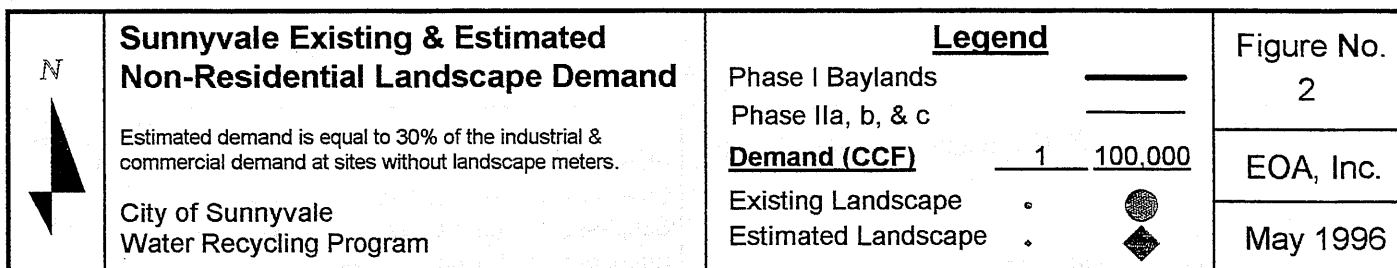 N
Sunnyvale Existing & Estimated
Non-Residential Landscape Demand
Estimated demand is equal to 30% of the industrial &
commercial demand at sites without landscape meters.
City of Sunnyvale
Water Recycling Program
Legend
Phase I Baylands
Phase IIa, b, & c
Demand (CCF) 1 100,000
Existing Landscape
Estimated Landscape
Figure No.
2
EOA, Inc.
May 1996